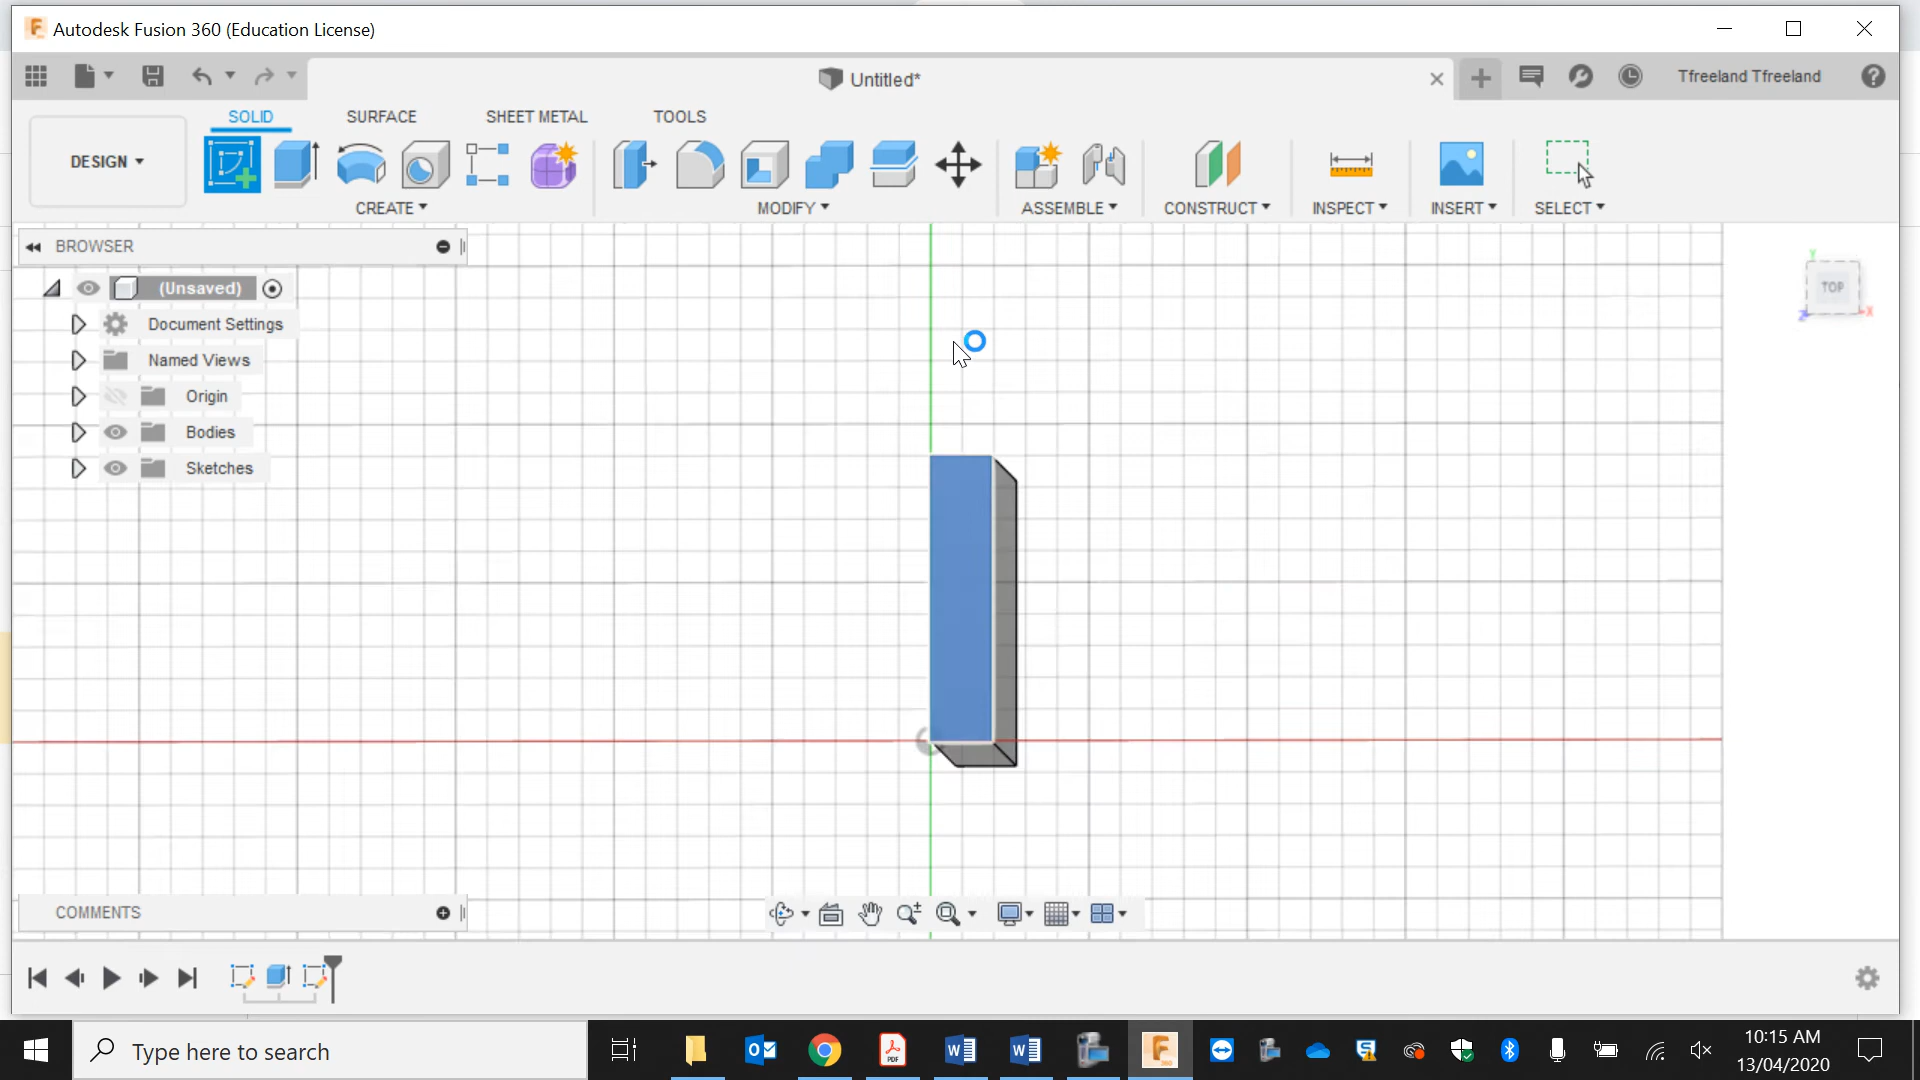 Autodesk Fusion 360 (Education License)
Untitled*
Tfreeland Tfreeland
SOLID SURFACE SHEET METAL TOOLS
DESIGN
CREATE MODIFY ASSEMBLE CONSTRUCT INSPECT INSERT SELECT
BROWSER
(Unsaved)
Document Settings
Named Views
Origin
Bodies
Sketches
Y
TOP
X
Z
COMMENTS
Type here to search
10:15 AM
13/04/2020